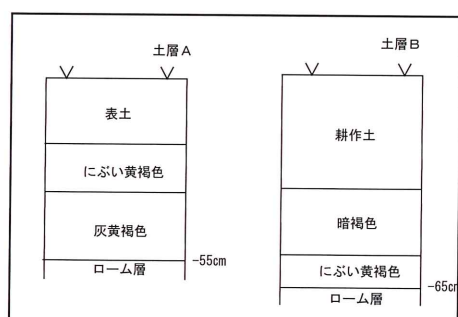 土層A
表土
にぶい黄褐色
灰黄褐色
-55cm
ローム層
土層B
耕作土
暗褐色
にぶい黄褐色
-65cm
ローム層